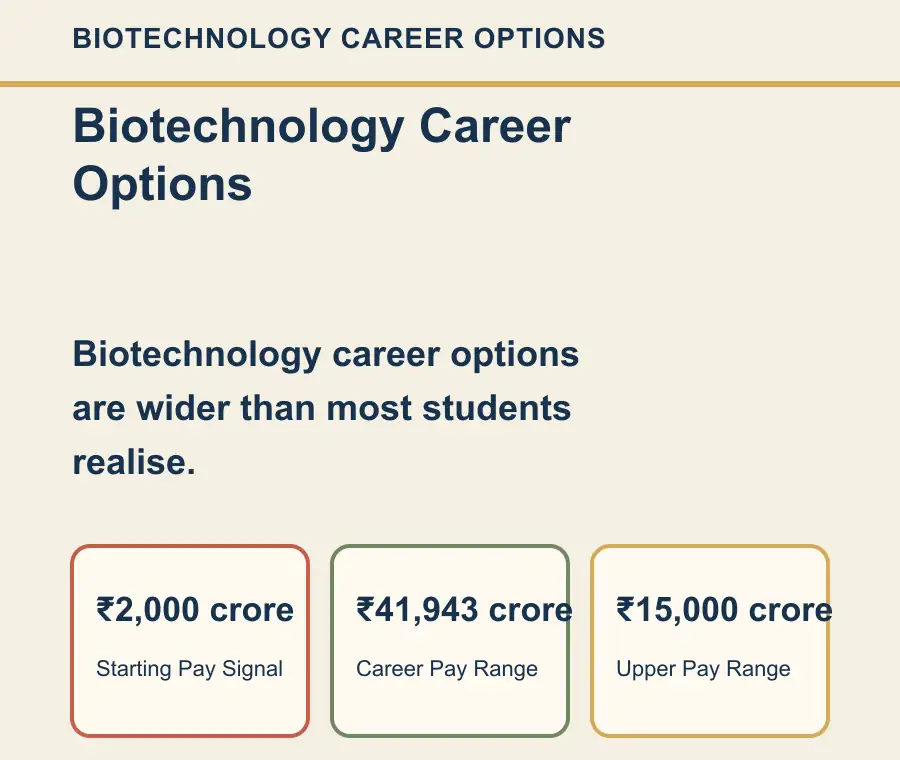 BIOTECHNOLOGY CAREER OPTIONS
Biotechnology Career
Options
Biotechnology career options
are wider than most students
realise.
₹2,000 crore
Starting Pay Signal
₹41,943 crore
Career Pay Range
₹15,000 crore
Upper Pay Range